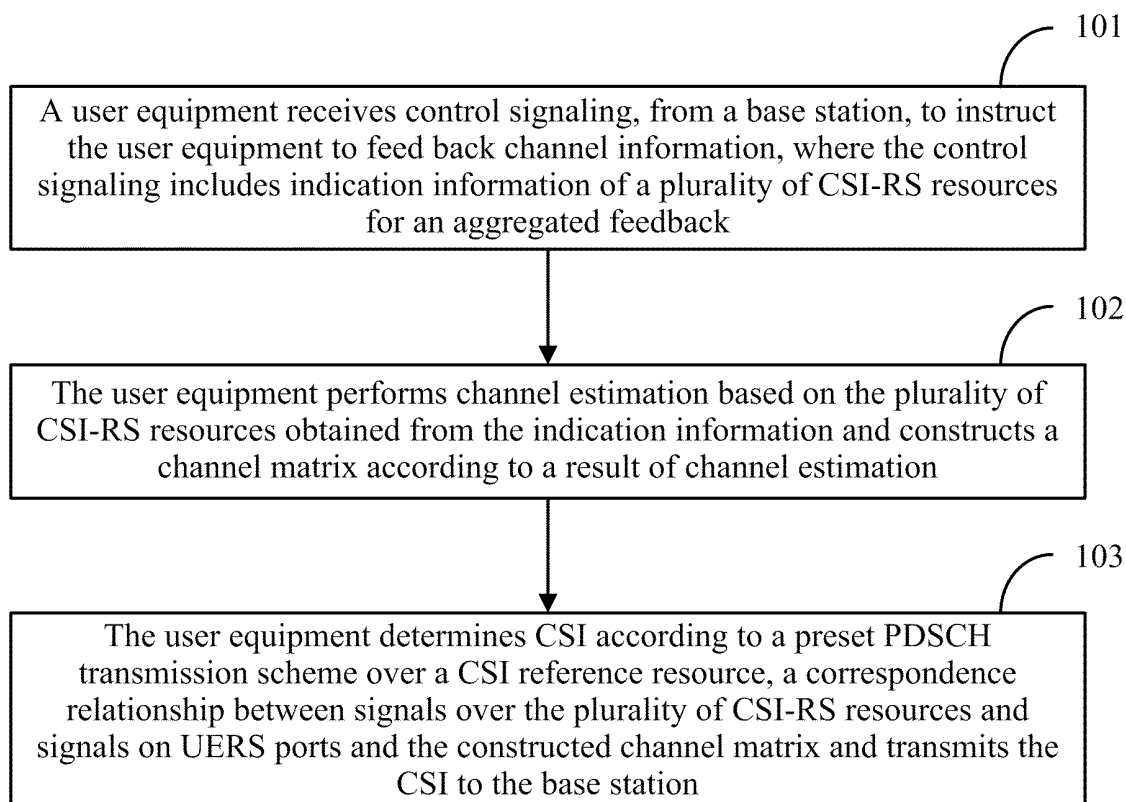 101
A user equipment receives control signaling, from a base station, to instruct
the user equipment to feed back channel information, where the control
signaling includes indication information of a plurality of CSI-RS resources
for an aggregated feedback
102
The user equipment performs channel estimation based on the plurality of
CSI-RS resources obtained from the indication information and constructs a
channel matrix according to a result of channel estimation
103
The user equipment determines CSI according to a preset PDSCH
transmission scheme over a CSI reference resource, a correspondence
relationship between signals over the plurality of CSI-RS resources and
signals on UERS ports and the constructed channel matrix and transmits the
CSI to the base station